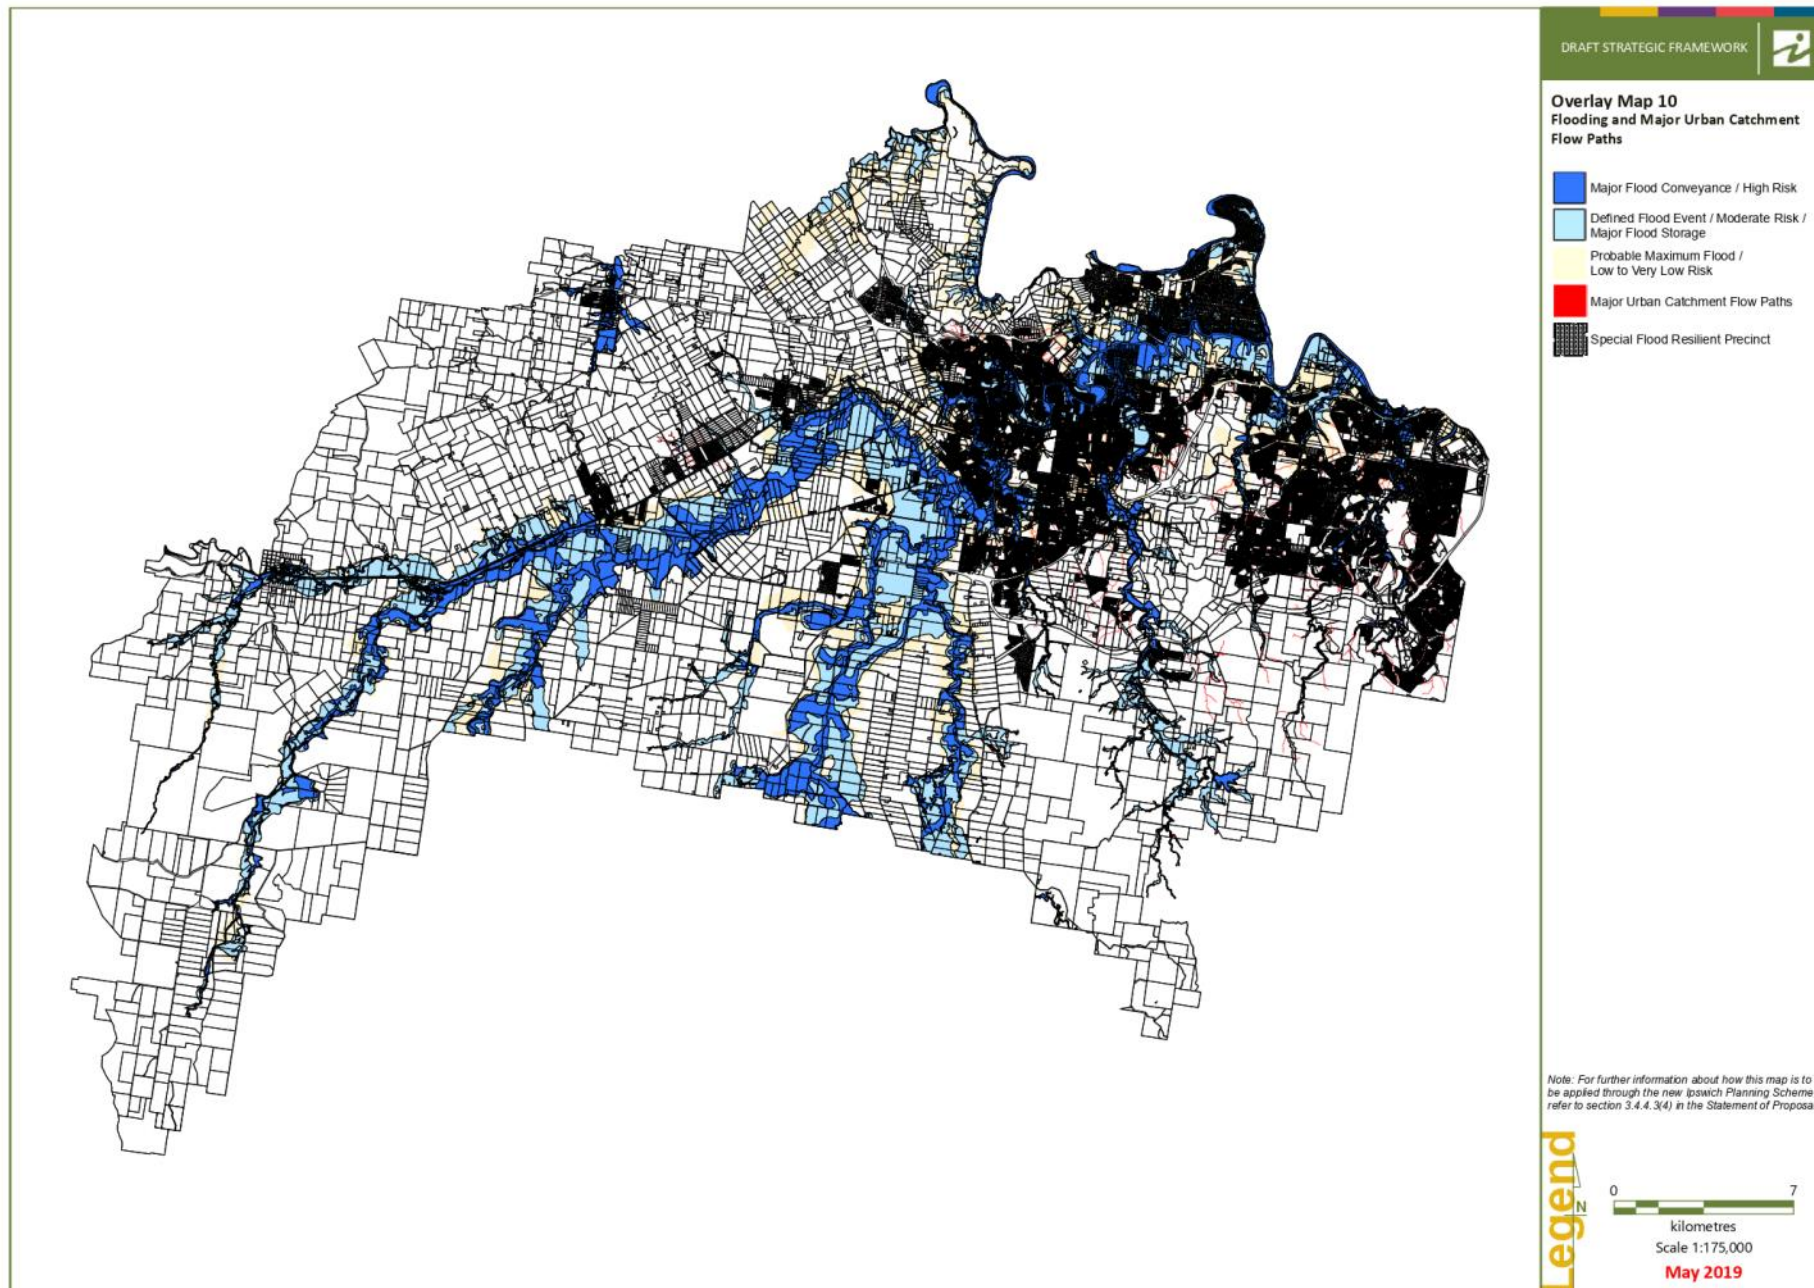 DRAFT STRATEGIC FRAMEWORK
Overlay Map 10
Flooding and Major Urban Catchment
Flow Paths
Major Flood Conveyance / High Risk
Defined Flood Event / Moderate Risk /
Major Flood Storage
Probable Maximum Flood /
Low to Very Low Risk
Major Urban Catchment Flow Paths
Special Flood Resilient Precinct
Note: For further information about how this map is to
be applied through the new Ipswich Planning Scheme
refer to section 3.4.4.3(4) in the Statement of Proposa
Legend
N
0 7
kilometres
Scale 1:175,000
May 2019